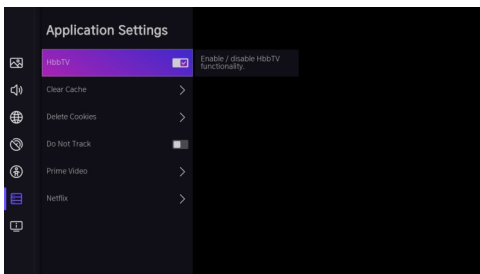 Application Settings
HbbTV
Enable / disable HbbTV
functionality.
Clear Cache
Delete Cookies
Do Not Track
Prime Video
Netflix